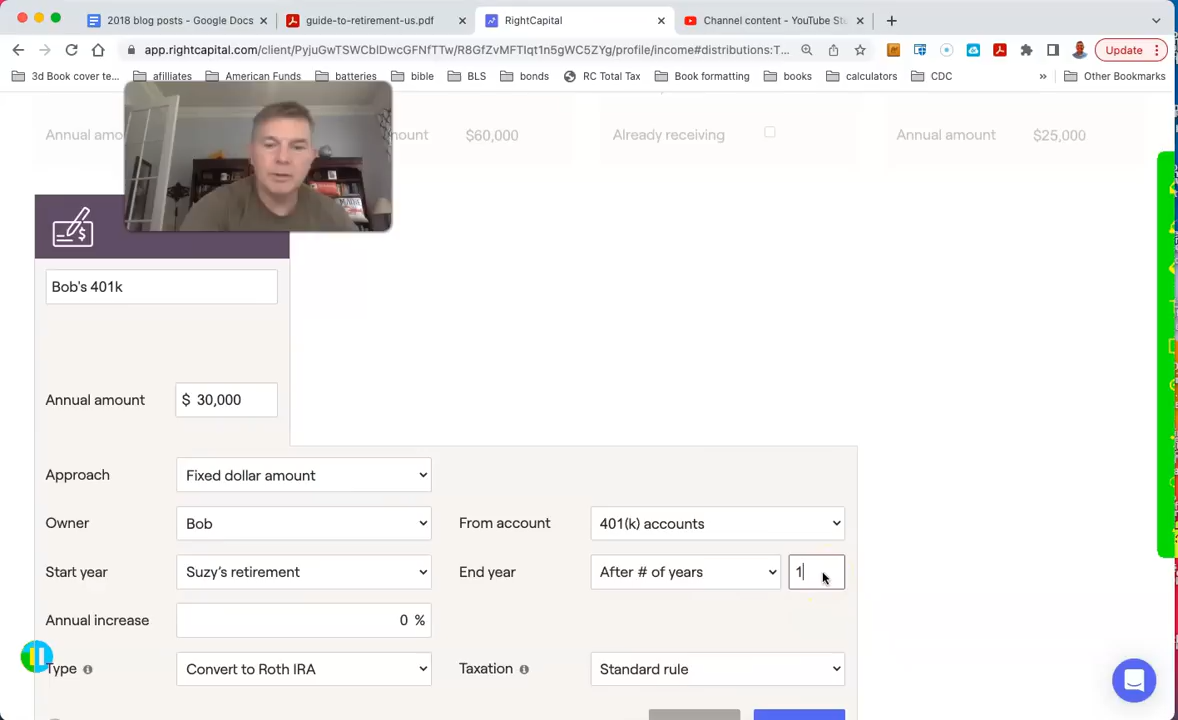 2018 blog posts - Google Docs
guide-to-retirement-us.pdf
RightCapital
Channel content - YouTube Stu
app.rightcapital.com/client/PyjuGwTSWCblDwcGFNfTTw/R8GfZvMFTIqt1n5gWC5ZYg/profile/income#distributions:T...
Update
3d Book cover te...
afilliates
American Funds
batteries
bible
BLS
bonds
RC Total Tax
Book formatting
books
calculators
CDC
»
Other Bookmarks
Annual amo
mount
$60,000
Already receiving
Annual amount
$25,000
Bob's 401k
Annual amount
$ 30,000
Approach
Fixed dollar amount
Owner
Bob
From account
401(k) accounts
Start year
Suzy's retirement
End year
After # of years
1
Annual increase
0 %
Type
Convert to Roth IRA
Taxation
Standard rule